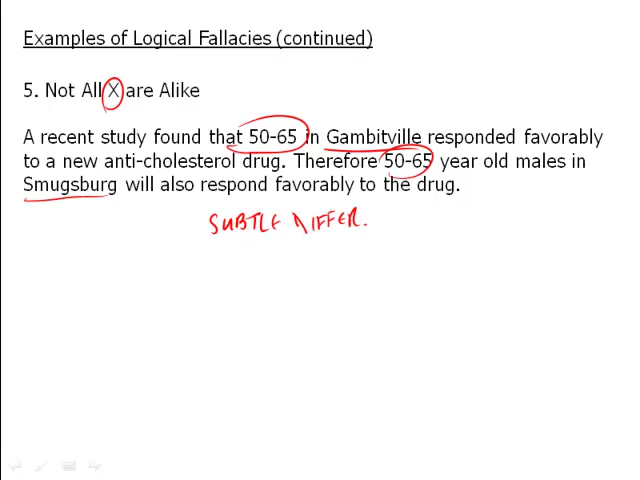 Examples of Logical Fallacies (continued)
5. Not All X are Alike
A recent study found that 50-65 in Gambitville responded favorably
to a new anti-cholesterol drug. Therefore 50-65 year old males in
Smugsburg will also respond favorably to the drug.
SUBTLE DIFFER.